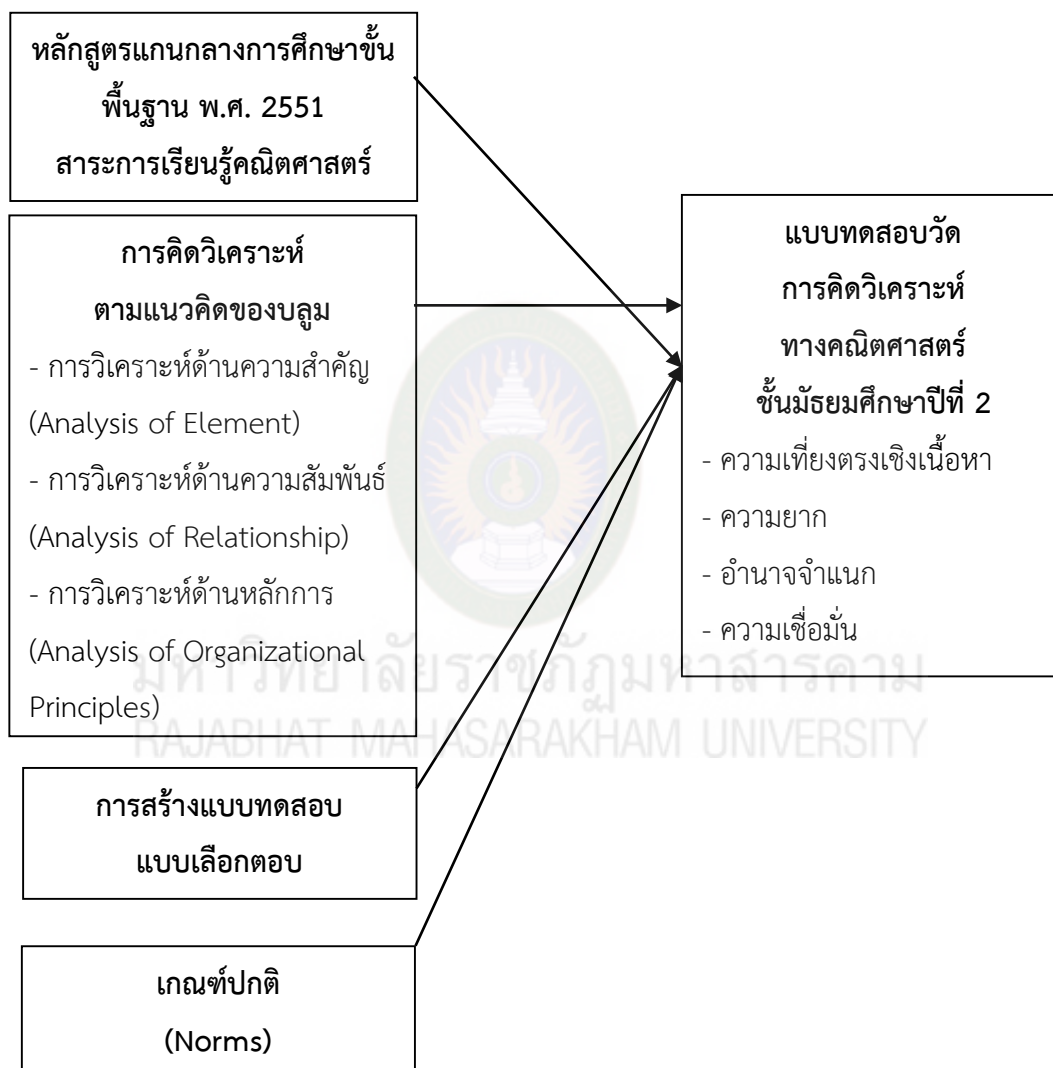 หลักสูตรแกนกลางการศึกษาขั้น
พื้นฐาน พ.ศ. 2551
สาระการเรียนรู้คณิตศาสตร์
การคิดวิเคราะห์
ตามแนวคิดของบลูม
- การวิเคราะห์ด้านความสำคัญ
(Analysis of Element)
- การวิเคราะห์ด้านความสัมพันธ์
(Analysis of Relationship)
- การวิเคราะห์ด้านหลักการ
(Analysis of Organizational
Principles)
การสร้างแบบทดสอบ
แบบเลือกตอบ
เกณฑ์ปกติ
(Norms)
แบบทดสอบวัด
การคิดวิเคราะห์
ทางคณิตศาสตร์
ชั้นมัธยมศึกษาปีที่ 2
- ความเที่ยงตรงเชิงเนื้อหา
- ความยาก
- อำนาจจำแนก
- ความเชื่อมั่น
มหาวิทยาลัยราชภัฏมหาสารคาม
RAJABHAT MAHASARAKHAM UNIVERSITY